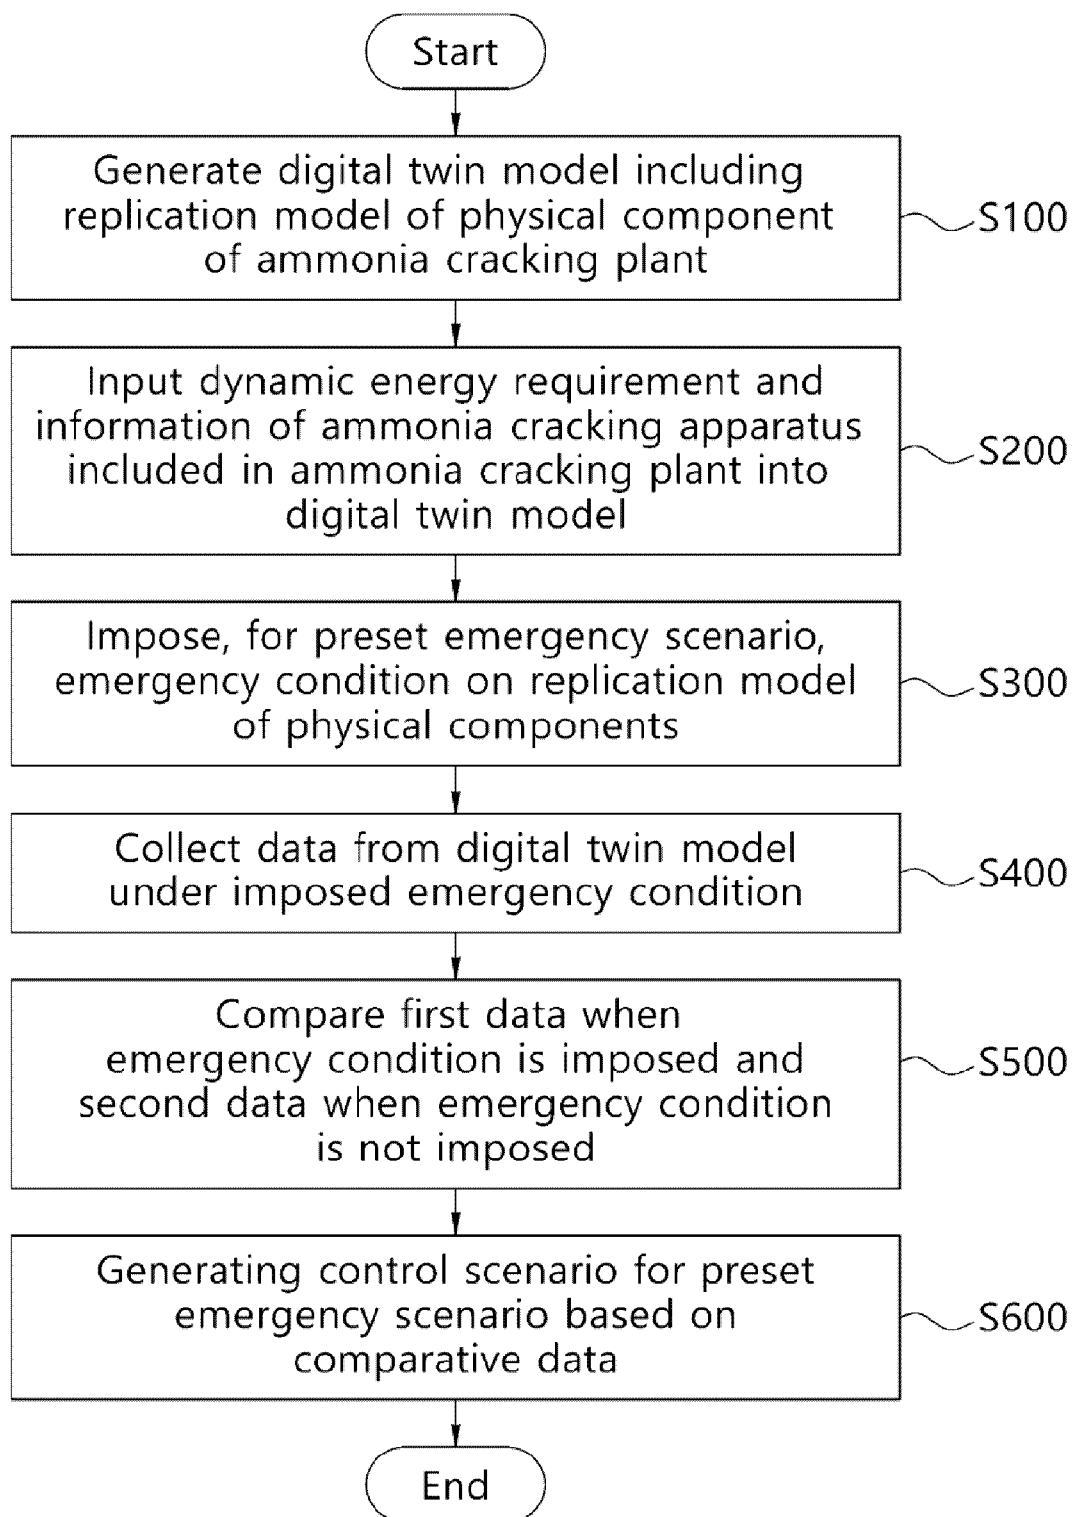 Start
Generate digital twin model including
replication model of physical component
of ammonia cracking plant
S100
Input dynamic energy requirement and
information of ammonia cracking apparatus
included in ammonia cracking plant into
digital twin model
S200
Impose, for preset emergency scenario,
emergency condition on replication model
of physical components
S300
Collect data from digital twin model
under imposed emergency condition
S400
Compare first data when
emergency condition is imposed and
second data when emergency condition
is not imposed
S500
Generating control scenario for preset
emergency scenario based on
comparative data
S600
End